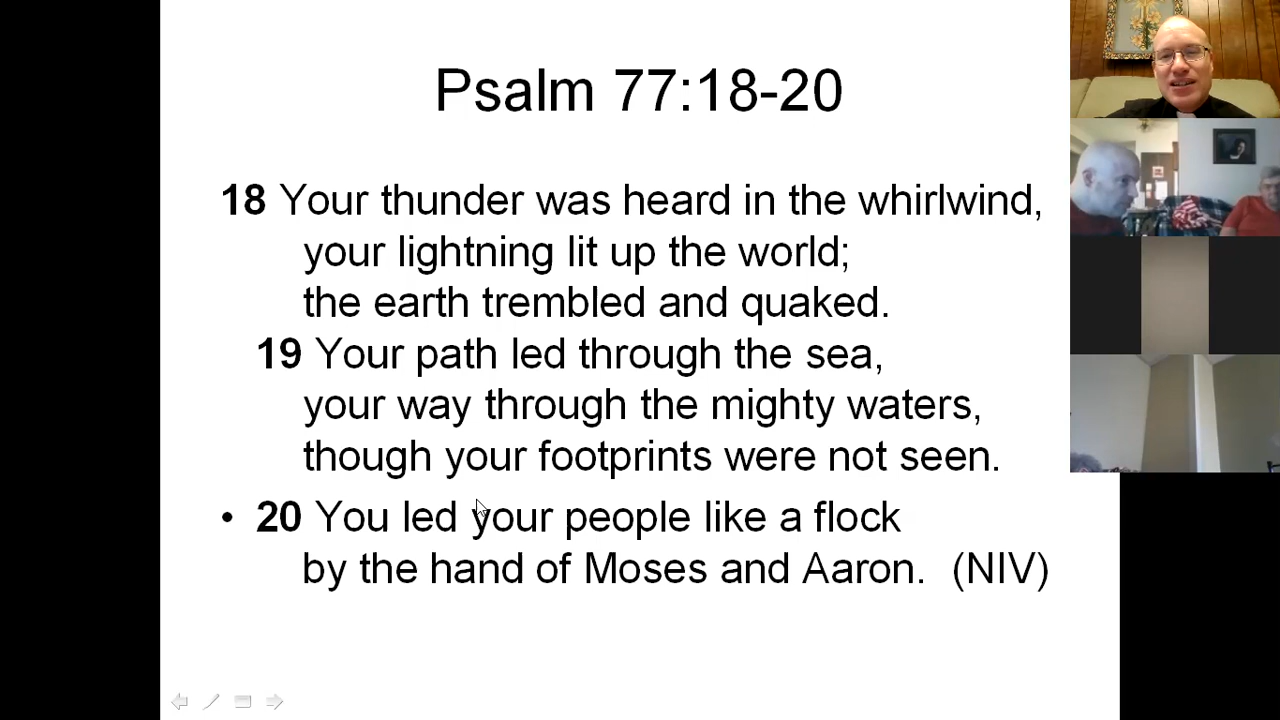 Psalm 77:18-20
18 Your thunder was heard in the whirlwind,
your lightning lit up the world;
the earth trembled and quaked.
19 Your path led through the sea,
your way through the mighty waters,
though your footprints were not seen.
• 20 You led your people like a flock
by the hand of Moses and Aaron. (NIV)